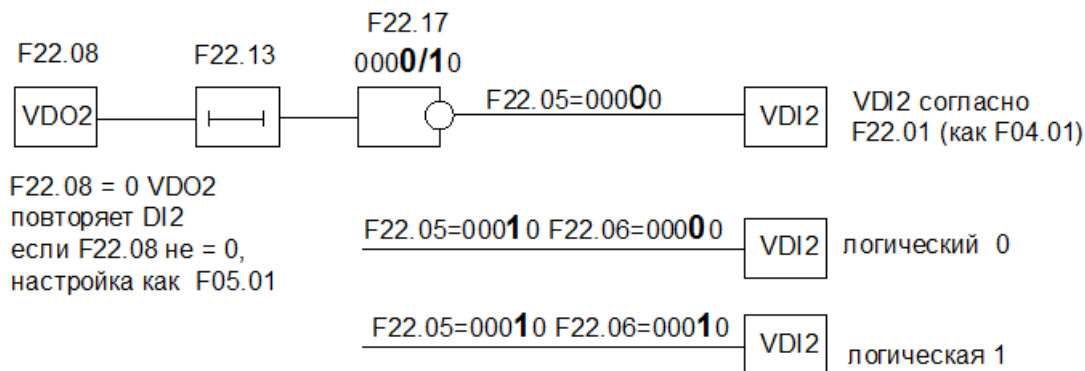 F22.08
F22.13
F22.17
0000/10
VDO2
F22.05=00000
VDI2
VDI2 согласно
F22.01 (как F04.01)
F22.08 = 0 VDO2
повторяет DI2
если F22.08 не = 0,
настройка как F05.01
F22.05=00010 F22.06=00000
VDI2
логический 0
F22.05=00010 F22.06=00010
VDI2
логическая 1